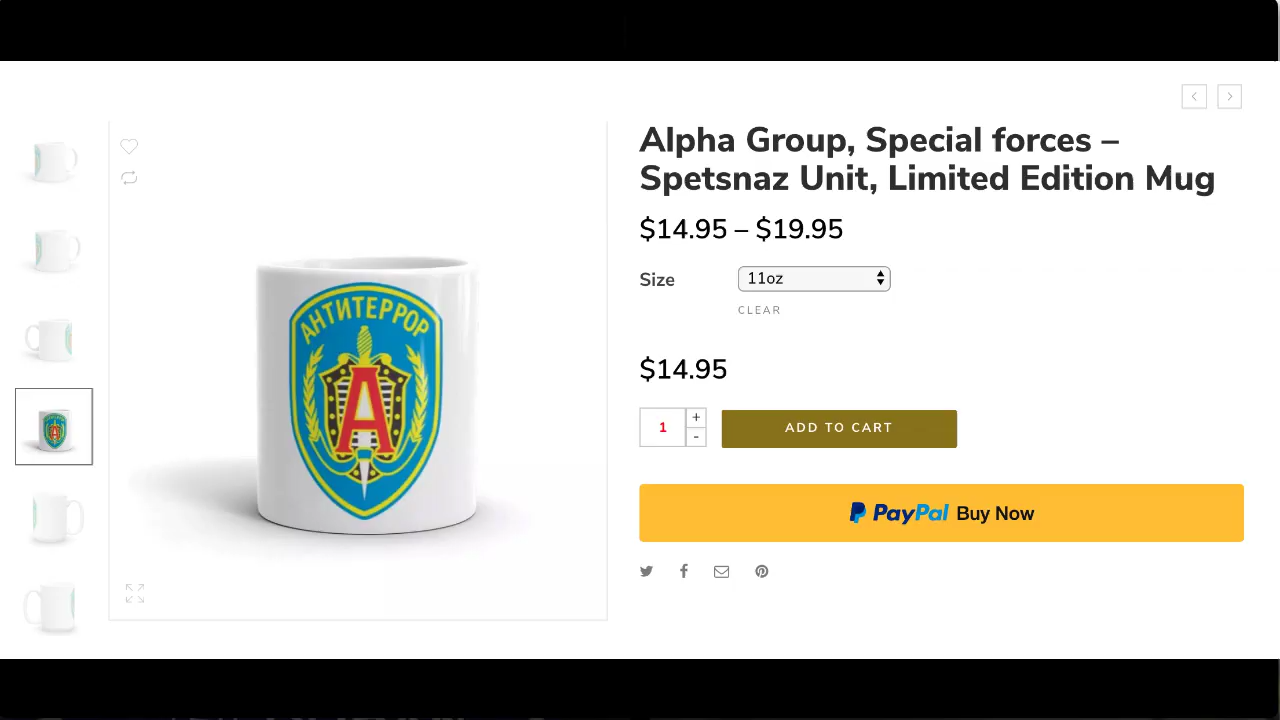 Alpha Group, Special forces –
Spetsnaz Unit, Limited Edition Mug
$14.95 – $19.95
Size
11oz
CLEAR
$14.95
1
+
-
ADD TO CART
PayPal Buy Now
АНТИТЕРРОР
А